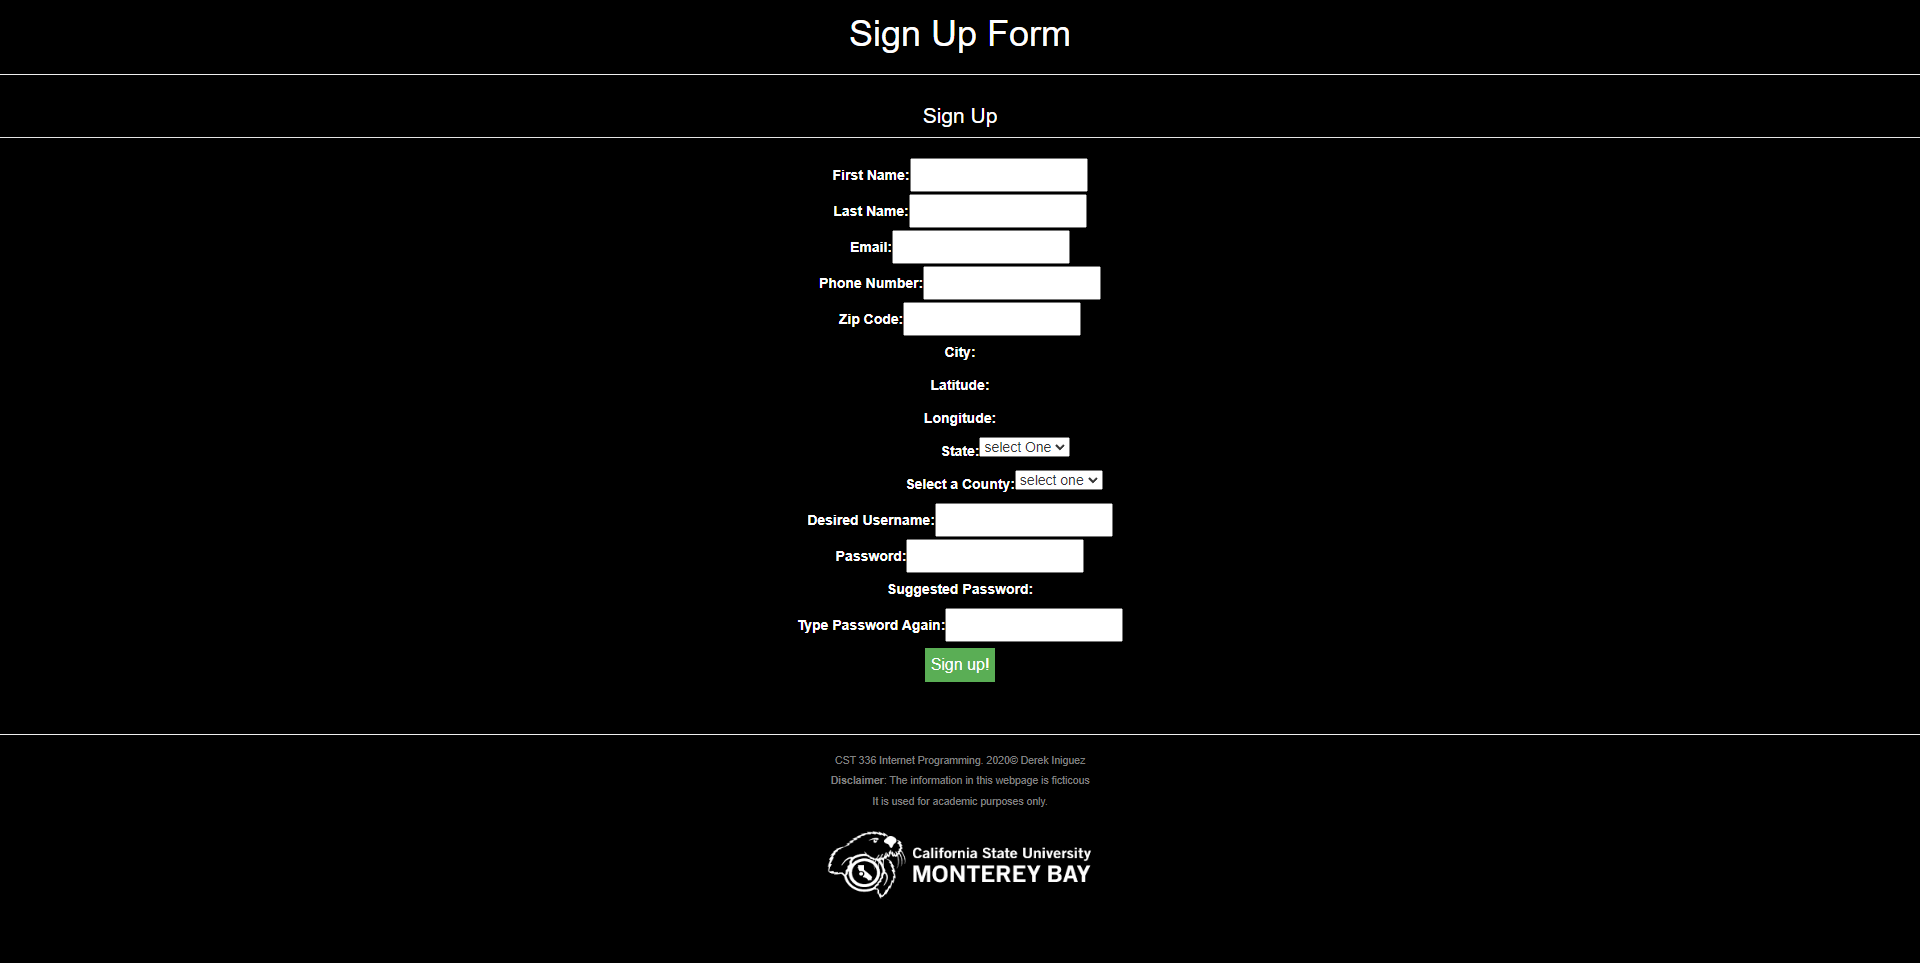 Sign Up Form
Sign Up
First Name:
Last Name:
Email:
Phone Number:
Zip Code:
City:
Latitude:
Longitude:
State: select One
Select a County: select one
Desired Username:
Password:
Suggested Password:
Type Password Again:
Sign up!
CST 336 Internet Programming. 2020© Derek Iniguez
Disclaimer: The information in this webpage is ficticous
It is used for academic purposes only.
California State University
MONTEREY BAY